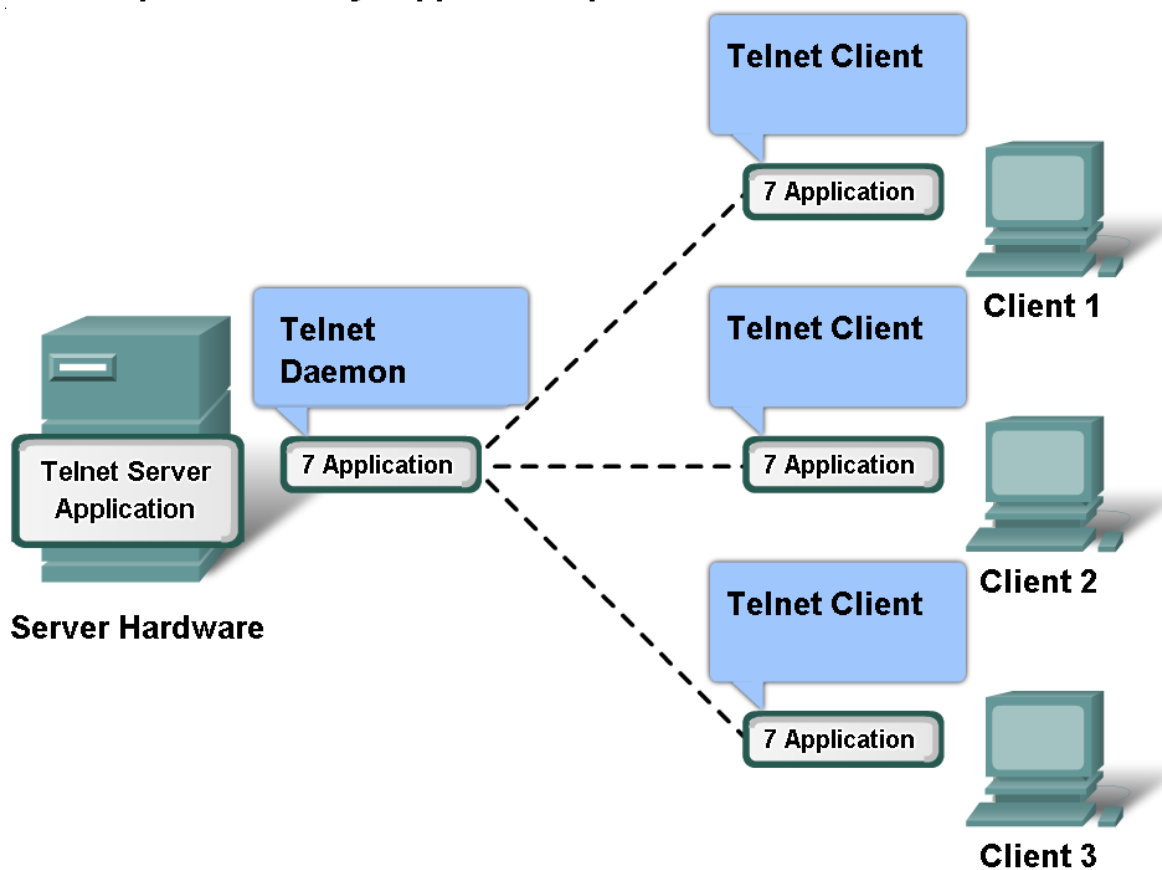 Telnet Client
7 Application
Client 1
Telnet
Daemon
7 Application
Telnet Server
Application
Server Hardware
Telnet Client
7 Application
Client 2
Telnet Client
7 Application
Client 3